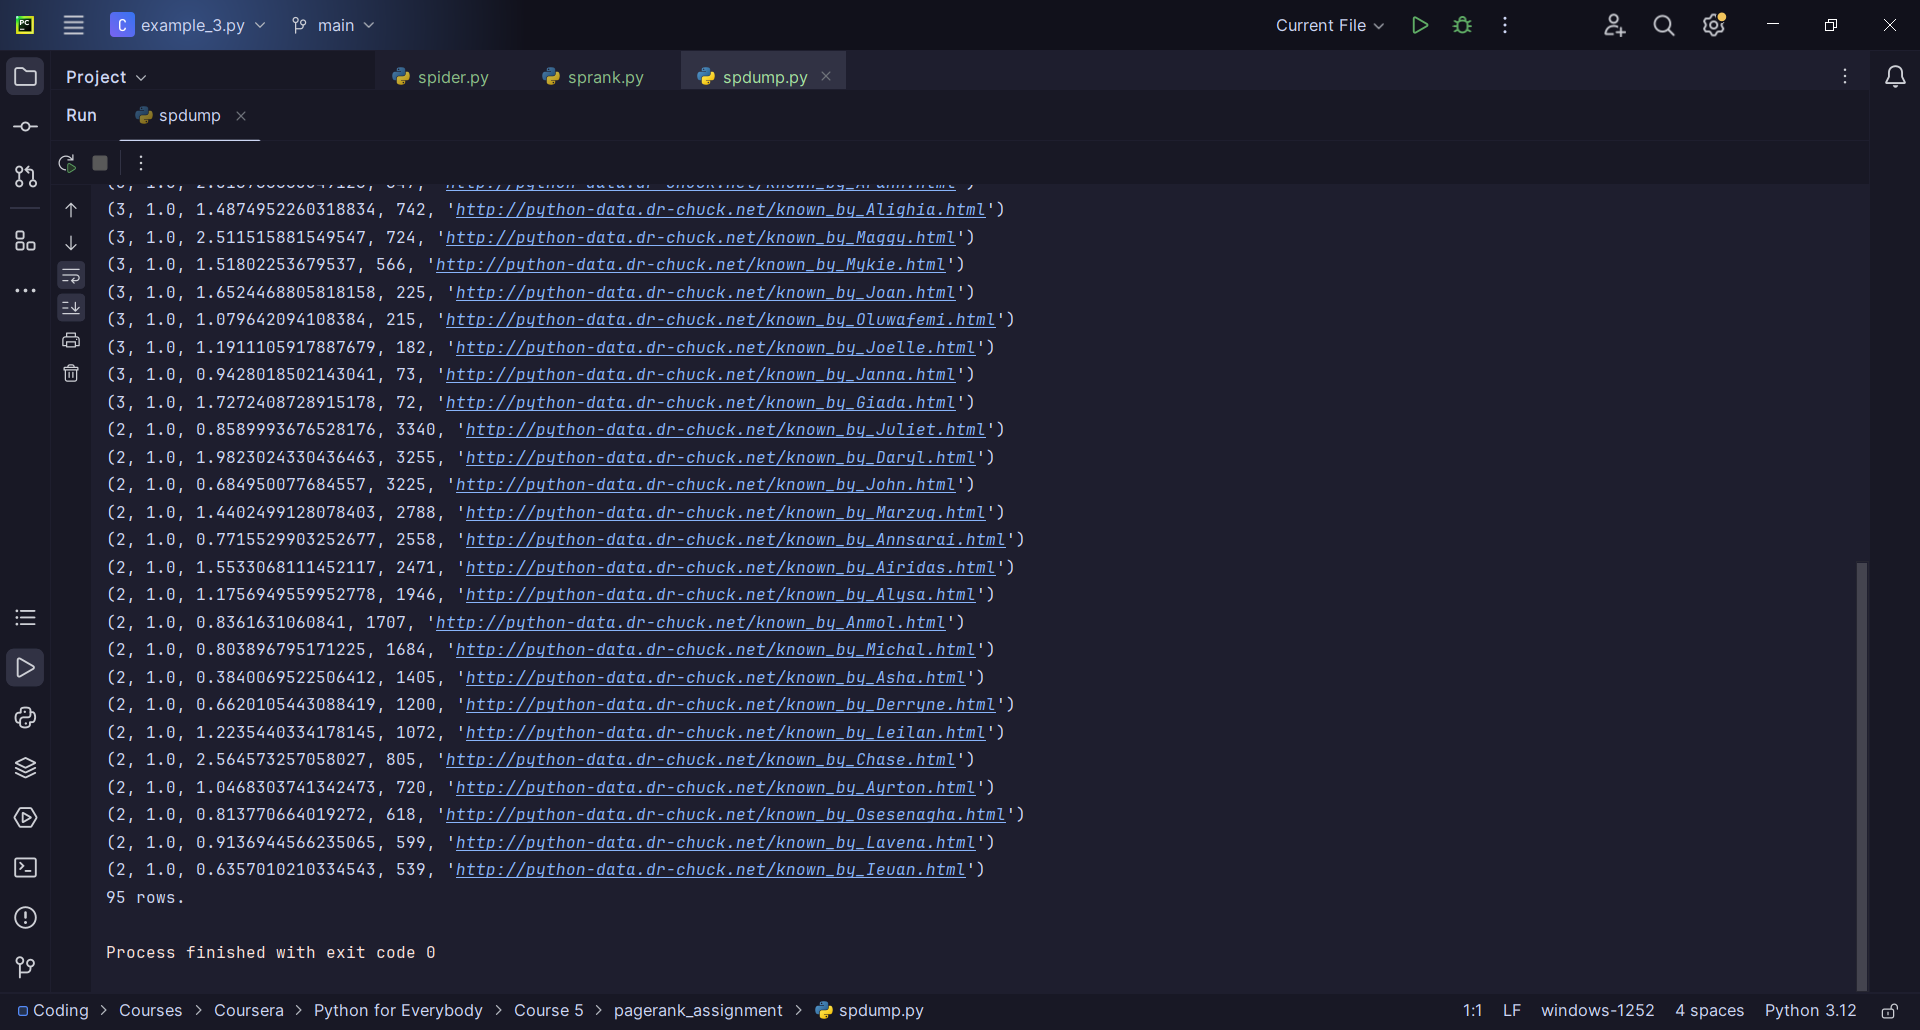 PC C example_3.py main Current File
Project spider.py sprank.py spdump.py
Run spdump
(3, 1.0, 1.4874952260318834, 742, 'http://python-data.dr-chuck.net/known_by_Alighia.html')
(3, 1.0, 2.511515881549547, 724, 'http://python-data.dr-chuck.net/known_by_Maggy.html')
(3, 1.0, 1.51802253679537, 566, 'http://python-data.dr-chuck.net/known_by_Mykie.html')
(3, 1.0, 1.6524468805818158, 225, 'http://python-data.dr-chuck.net/known_by_Joan.html')
(3, 1.0, 1.079642094108384, 215, 'http://python-data.dr-chuck.net/known_by_Oluwafemi.html')
(3, 1.0, 1.1911105917887679, 182, 'http://python-data.dr-chuck.net/known_by_Joelle.html')
(3, 1.0, 0.9428018502143041, 73, 'http://python-data.dr-chuck.net/known_by_Janna.html')
(3, 1.0, 1.7272408728915178, 72, 'http://python-data.dr-chuck.net/known_by_Giada.html')
(2, 1.0, 0.8589993676528176, 3340, 'http://python-data.dr-chuck.net/known_by_Juliet.html')
(2, 1.0, 1.9823024330436463, 3255, 'http://python-data.dr-chuck.net/known_by_Daryl.html')
(2, 1.0, 0.684950077684557, 3225, 'http://python-data.dr-chuck.net/known_by_John.html')
(2, 1.0, 1.4402499128078403, 2788, 'http://python-data.dr-chuck.net/known_by_Marzuq.html')
(2, 1.0, 0.7715529903252677, 2558, 'http://python-data.dr-chuck.net/known_by_Annsarai.html')
(2, 1.0, 1.5533068111452117, 2471, 'http://python-data.dr-chuck.net/known_by_Airidas.html')
(2, 1.0, 1.1756949559952778, 1946, 'http://python-data.dr-chuck.net/known_by_Alysa.html')
(2, 1.0, 0.8361631060841, 1707, 'http://python-data.dr-chuck.net/known_by_Anmol.html')
(2, 1.0, 0.803896795171225, 1684, 'http://python-data.dr-chuck.net/known_by_Michal.html')
(2, 1.0, 0.3840069522506412, 1405, 'http://python-data.dr-chuck.net/known_by_Asha.html')
(2, 1.0, 0.6620105443088419, 1200, 'http://python-data.dr-chuck.net/known_by_Derryne.html')
(2, 1.0, 1.2235440334178145, 1072, 'http://python-data.dr-chuck.net/known_by_Leilan.html')
(2, 1.0, 2.564573257058027, 805, 'http://python-data.dr-chuck.net/known_by_Chase.html')
(2, 1.0, 1.0468303741342473, 720, 'http://python-data.dr-chuck.net/known_by_Ayrton.html')
(2, 1.0, 0.813770664019272, 618, 'http://python-data.dr-chuck.net/known_by_Osesenagha.html')
(2, 1.0, 0.9136944566235065, 599, 'http://python-data.dr-chuck.net/known_by_Lavena.html')
(2, 1.0, 0.6357010210334543, 539, 'http://python-data.dr-chuck.net/known_by_Ieuan.html')
95 rows.
Process finished with exit code 0
Coding > Courses > Coursera > Python for Everybody > Course 5 > pagerank_assignment > spdump.py 1:1 LF windows-1252 4 spaces Python 3.12